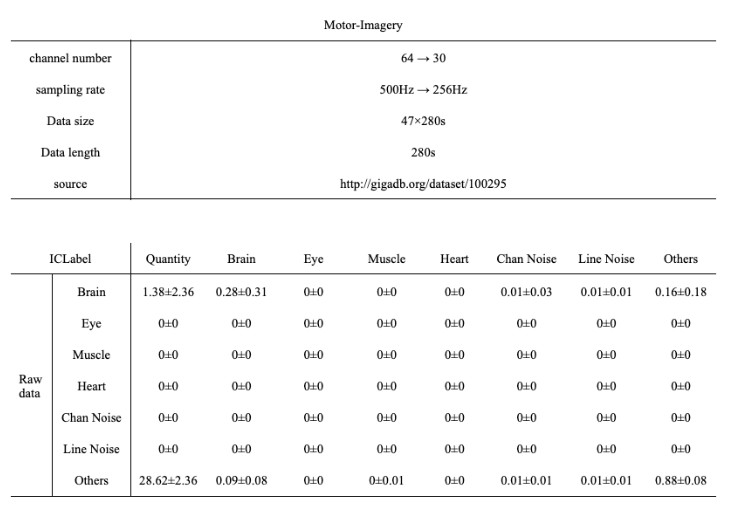 Motor-Imagery
channel number 64 → 30
sampling rate 500Hz → 256Hz
Data size 47×280s
Data length 280s
source http://gigadb.org/dataset/100295
ICLabel Quantity Brain Eye Muscle Heart Chan Noise Line Noise Others
Raw data
Brain 1.38±2.36 0.28±0.31 0±0 0±0 0±0 0.01±0.03 0.01±0.01 0.16±0.18
Eye 0±0 0±0 0±0 0±0 0±0 0±0 0±0 0±0
Muscle 0±0 0±0 0±0 0±0 0±0 0±0 0±0 0±0
Heart 0±0 0±0 0±0 0±0 0±0 0±0 0±0 0±0
Chan Noise 0±0 0±0 0±0 0±0 0±0 0±0 0±0 0±0
Line Noise 0±0 0±0 0±0 0±0 0±0 0±0 0±0 0±0
Others 28.62±2.36 0.09±0.08 0±0 0±0.01 0±0 0.01±0.01 0.01±0.01 0.88±0.08